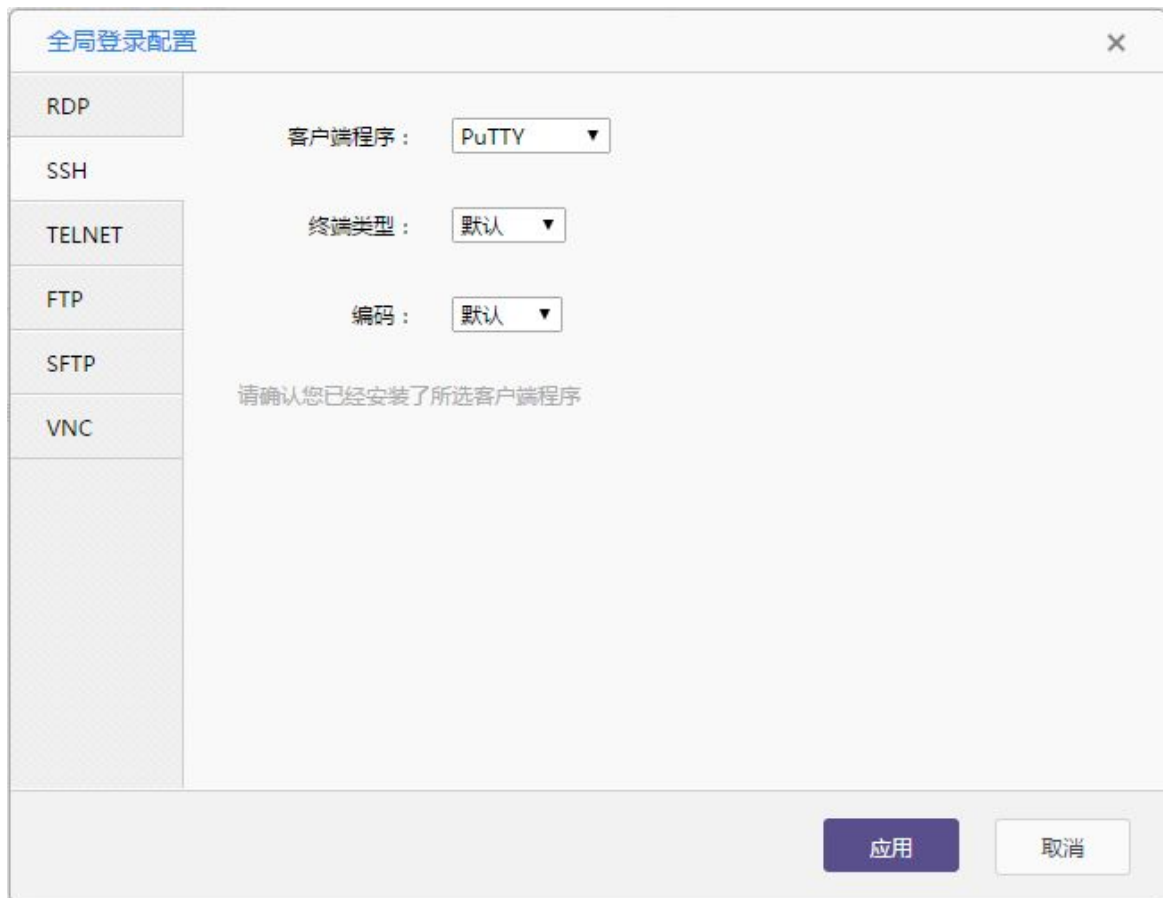 全局登录配置
×
RDP
SSH
TELNET
FTP
SFTP
VNC
客户端程序： PuTTY
终端类型： 默认
编码： 默认
请确认您已经安装了所选客户端程序
应用 取消